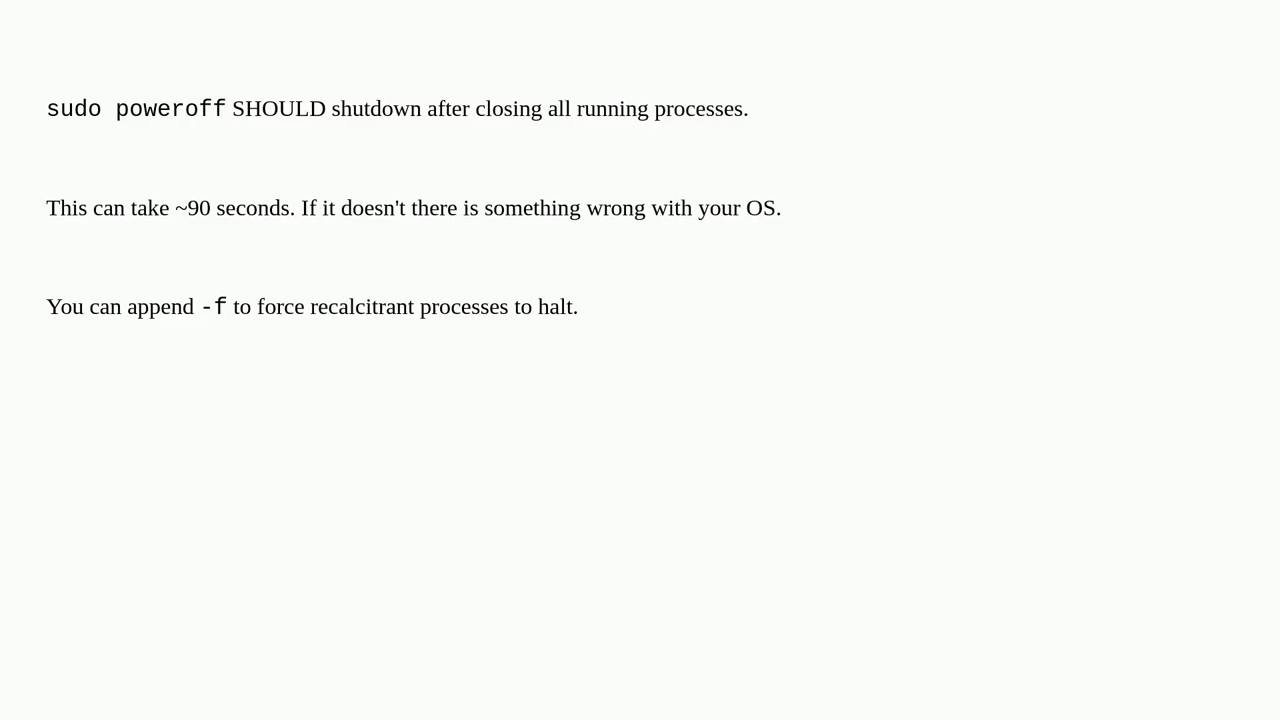 sudo poweroff SHOULD shutdown after closing all running processes.
This can take ~90 seconds. If it doesn't there is something wrong with your OS.
You can append -f to force recalcitrant processes to halt.